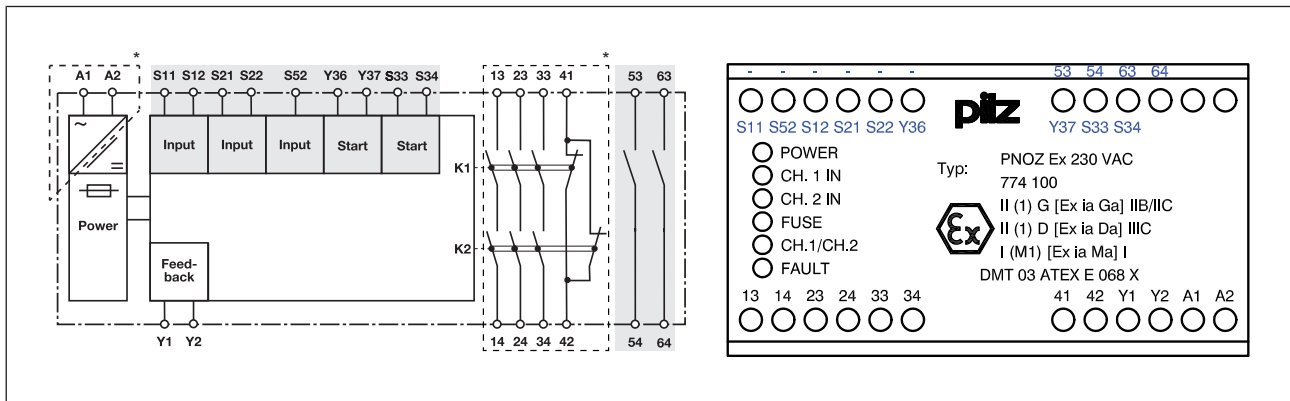 * *
A1 A2 S11 S12 S21 S22 S52 Y36 Y37 S33 S34 13 23 33 41 53 63
Input Input Input Start Start
K1
Power
K2
Feed-
back
Y1 Y2 14 24 34 42 54 64
- - - - - - 53 54 63 64
pilz
S11 S52 S12 S21 S22 Y36 Y37 S33 S34
POWER
CH. 1 IN
CH. 2 IN
FUSE
CH.1/CH.2
FAULT
Typ: PNOZ Ex 230 VAC
774 100
Ex
II (1) G [Ex ia Ga] IIB/IIC
II (1) D [Ex ia Da] IIIC
I (M1) [Ex ia Ma] I
DMT 03 ATEX E 068 X
13 14 23 24 33 34 41 42 Y1 Y2 A1 A2